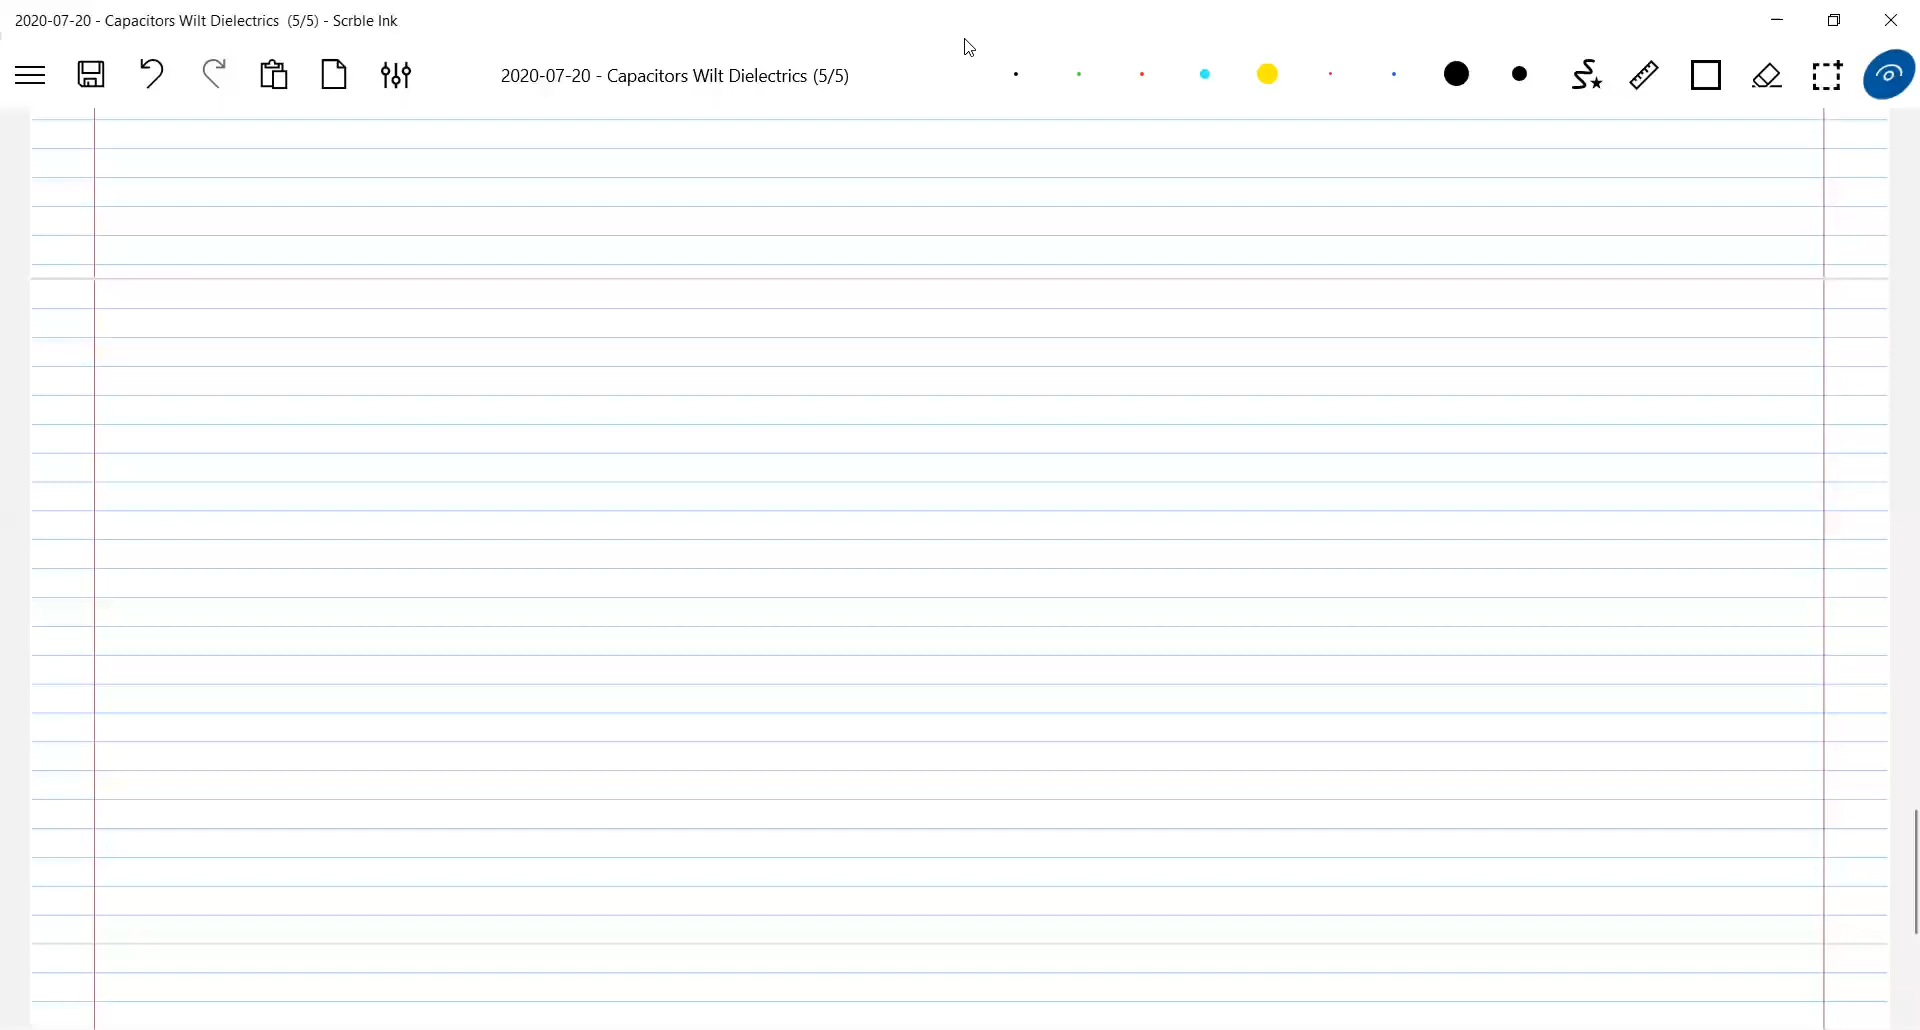 2020-07-20 - Capacitors Wilt Dielectrics (5/5) - Scrble Ink
2020-07-20 - Capacitors Wilt Dielectrics (5/5)